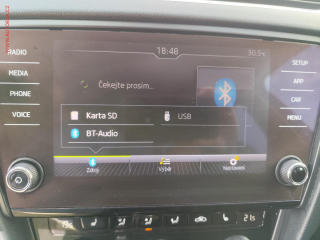 18:48
30.5°C
RADIO
MEDIA
PHONE
VOICE
Čekejte prosím...
SETUP
APP
CAR
MENU
Karta SD
USB
BT-Audio
Zdroj
Výběr
Nastavení